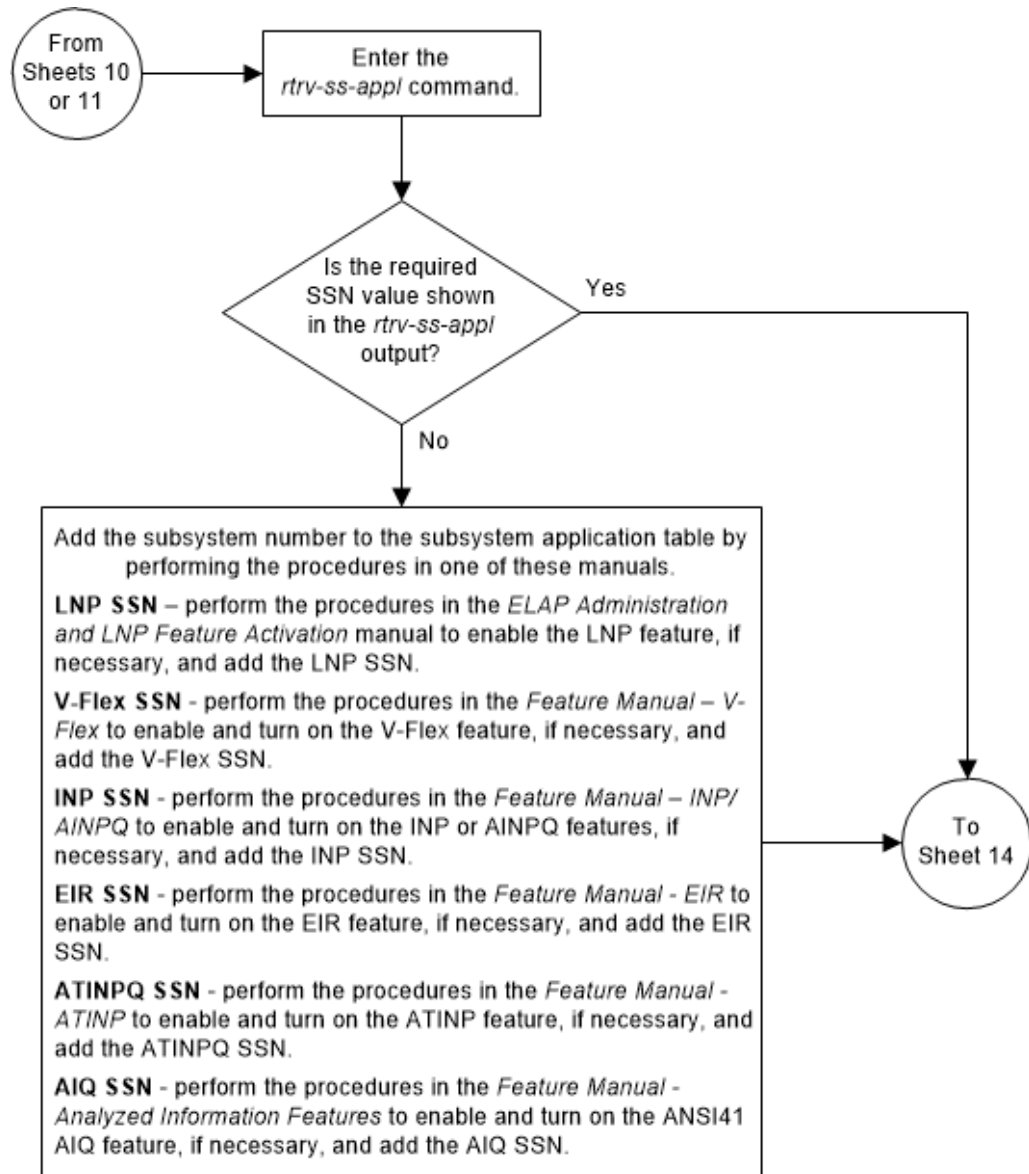 From
Sheets 10
or 11
Enter the
rtrv-ss-appl command.
Is the required
SSN value shown
in the rtrv-ss-appl
output?
Yes
No
Add the subsystem number to the subsystem application table by
performing the procedures in one of these manuals.
LNP SSN – perform the procedures in the ELAP Administration
and LNP Feature Activation manual to enable the LNP feature, if
necessary, and add the LNP SSN.
V-Flex SSN - perform the procedures in the Feature Manual – V-
Flex to enable and turn on the V-Flex feature, if necessary, and
add the V-Flex SSN.
INP SSN - perform the procedures in the Feature Manual – INP/
AINPQ to enable and turn on the INP or AINPQ features, if
necessary, and add the INP SSN.
EIR SSN - perform the procedures in the Feature Manual - EIR to
enable and turn on the EIR feature, if necessary, and add the EIR
SSN.
ATINPQ SSN - perform the procedures in the Feature Manual -
ATINP to enable and turn on the ATINP feature, if necessary, and
add the ATINPQ SSN.
AIQ SSN - perform the procedures in the Feature Manual -
Analyzed Information Features to enable and turn on the ANSI41
AIQ feature, if necessary, and add the AIQ SSN.
To
Sheet 14